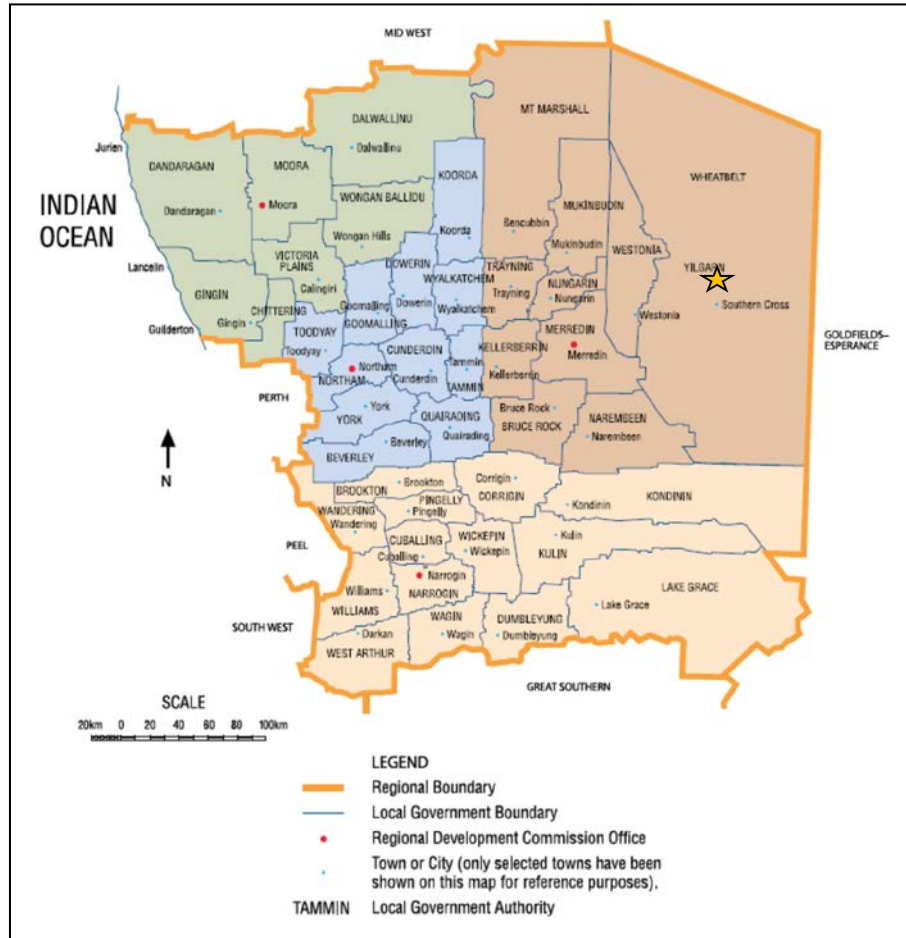 MID WEST
DALWALLINU
Dalwallinu
MT MARSHALL
Jurien
DANDARAGAN
MOORA
KOORDA
WHEATBELT
INDIAN
OCEAN
Dandaragan
Moora
WONGAN BALLIDU
MUKINBUDIN
Wongan Hills
Koorda
Bencubbin
Mukinbudin
WESTONIA
Lancelin
VICTORIA
PLAINS
Calingiri
DOWERIN
WYALKATCHEM
TRAYNING
Trayning
NUNGARIN
Nungarin
YILGARN
GINGIN
CHITTERING
Goomalling
Dowerin
Wyalkatchem
Southern Cross
Guilderton
Gingin
TOODYAY
GOOMALLING
MERREDIN
Westonia
Toodyay
CUNDERDIN
KELLERBERRIN
Merredin
GOLDFIELDS–
ESPERANCE
Northam
NORTHAM
Cunderdin
Tammin
TAMMIN
Kellerberrin
PERTH
York
YORK
QUAIRADING
Quairading
Bruce Rock
BRUCE ROCK
NAREMBEEN
Narembeen
Beverley
BEVERLEY
N
BROOKTON
Brookton
Corrigin
CORRIGIN
KONDININ
Kondinin
WANDERING
Wandering
PINGELLY
Pingelly
PEEL
CUBALLING
Cuballing
WICKEPIN
Wickepin
Kulin
KULIN
Narrogin
NARROGIN
Williams
WILLIAMS
LAKE GRACE
Lake Grace
SOUTH WEST
WAGIN
Wagin
DUMBLEYUNG
Dumbleyung
Darkan
WEST ARTHUR
GREAT SOUTHERN
SCALE
20km 0 20 40 60 80 100km
LEGEND
Regional Boundary
Local Government Boundary
Regional Development Commission Office
Town or City (only selected towns have been
shown on this map for reference purposes).
TAMMIN Local Government Authority